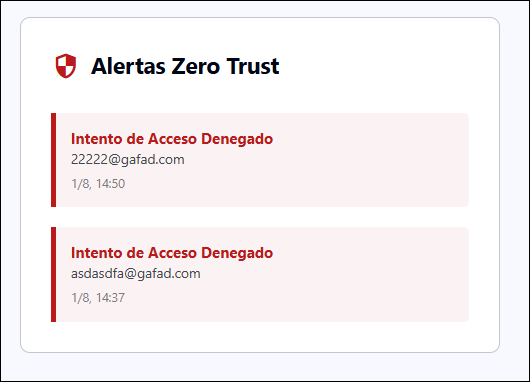 Alertas Zero Trust
Intento de Acceso Denegado
22222@gafad.com
1/8, 14:50
Intento de Acceso Denegado
asdasdfa@gafad.com
1/8, 14:37